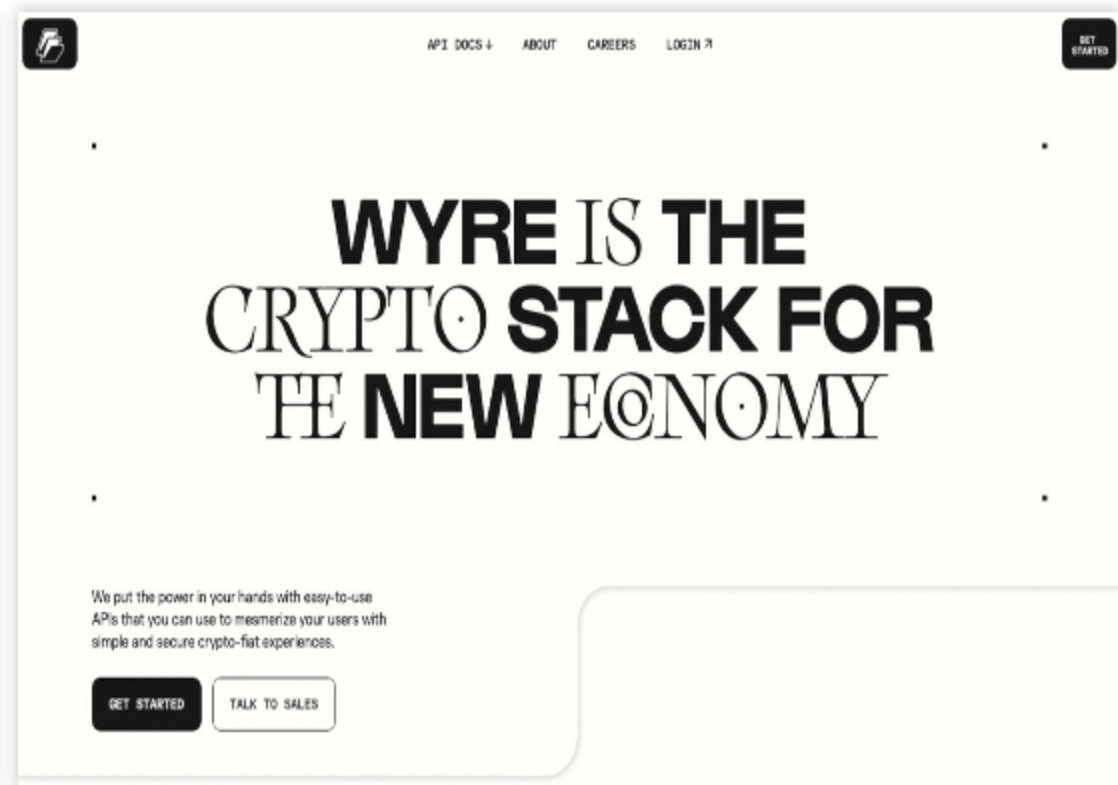 API DOCS↓ ABOUT CAREERS LOGIN↗
GET
STARTED
WYRE IS THE
CRYPTO STACK FOR
THE NEW ECONOMY
We put the power in your hands with easy-to-use
APIs that you can use to mesmerize your users with
simple and secure crypto-fiat experiences.
GET STARTED TALK TO SALES